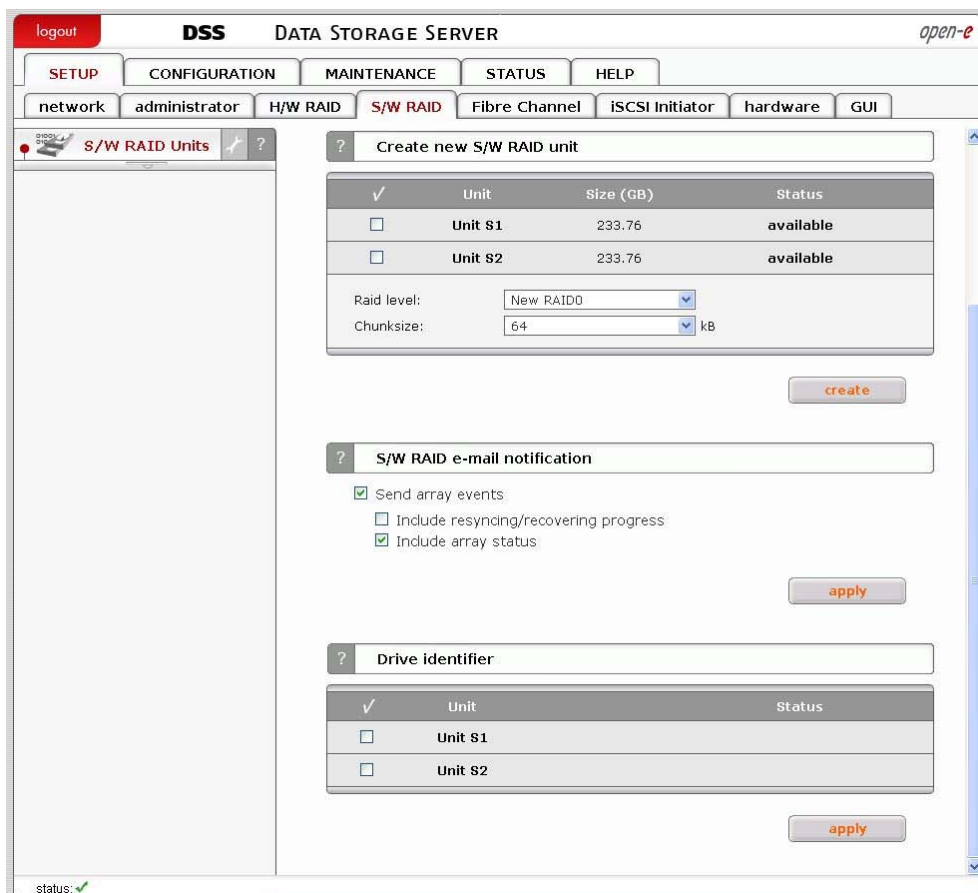 logout DSS DATA STORAGE SERVER open-e
SETUP CONFIGURATION MAINTENANCE STATUS HELP
network administrator H/W RAID S/W RAID Fibre Channel iSCSI Initiator hardware GUI
S/W RAID Units ?
? Create new S/W RAID unit
Unit Size (GB) Status
Unit S1 233.76 available
Unit S2 233.76 available
Raid level: New RAID0
Chunksize: 64 kB
create
? S/W RAID e-mail notification
Send array events
Include resyncing/recovering progress
Include array status
apply
? Drive identifier
Unit Status
Unit S1
Unit S2
apply
status: